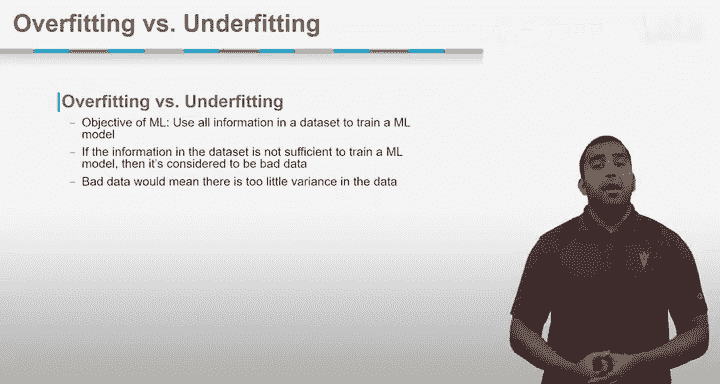 Overfitting vs. Underfitting
Overfitting vs. Underfitting
– Objective of ML: Use all information in a dataset to train a ML
model
– If the information in the dataset is not sufficient to train a ML
model, then it's considered to be bad data
– Bad data would mean there is too little variance in the data